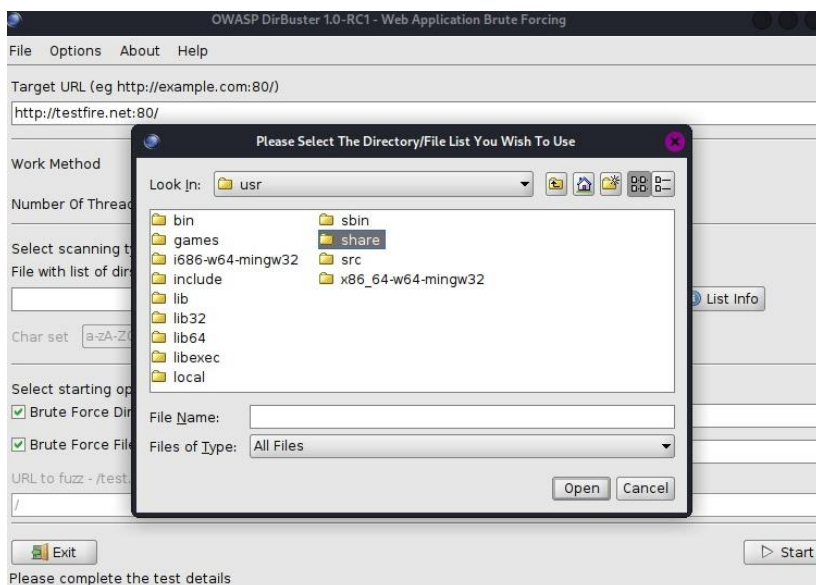 OWASP DirBuster 1.0-RC1 - Web Application Brute Forcing
File Options About Help
Target URL (eg http://example.com:80/)
http://testfire.net:80/
Please Select The Directory/File List You Wish To Use
Work Method
Look In: usr
Number Of Thread
bin sbin
games share
Select scanning
i686-w64-mingw32 src
File with list of dir
include x86_64-w64-mingw32
lib
List Info
lib32
Char set a-zA-Z
lib64
libexec
local
Select starting op
Brute Force Dir
File Name:
Brute Force File
Files of Type: All Files
URL to fuzz - /test.
Open Cancel
/
Exit
Start
Please complete the test details